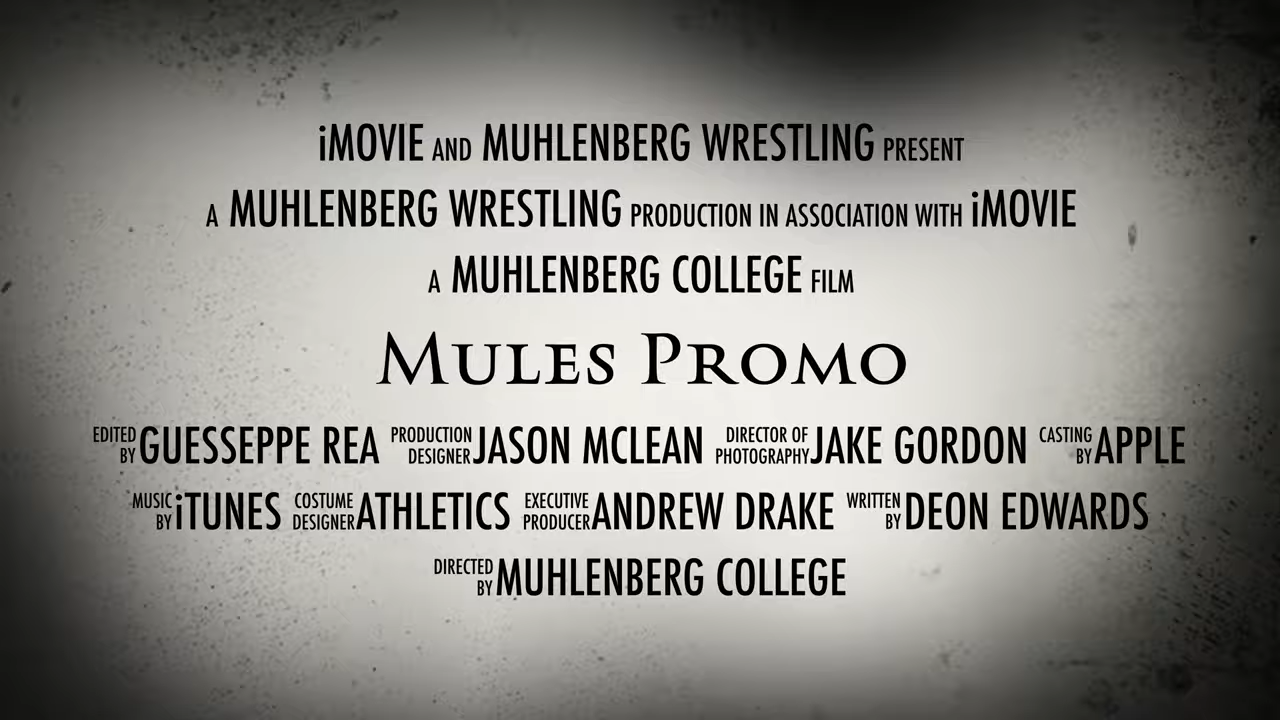 iMOVIE AND MUHLENBERG WRESTLING PRESENT
A MUHLENBERG WRESTLING PRODUCTION IN ASSOCIATION WITH iMOVIE
A MUHLENBERG COLLEGE FILM
MULES PROMO
EDITED BY GUESSEPPE REA PRODUCTION DESIGNER JASON MCLEAN DIRECTOR OF PHOTOGRAPHY JAKE GORDON CASTING BY APPLE
MUSIC BY iTUNES COSTUME DESIGNER ATHLETICS EXECUTIVE PRODUCER ANDREW DRAKE WRITTEN BY DEON EDWARDS
DIRECTED BY MUHLENBERG COLLEGE